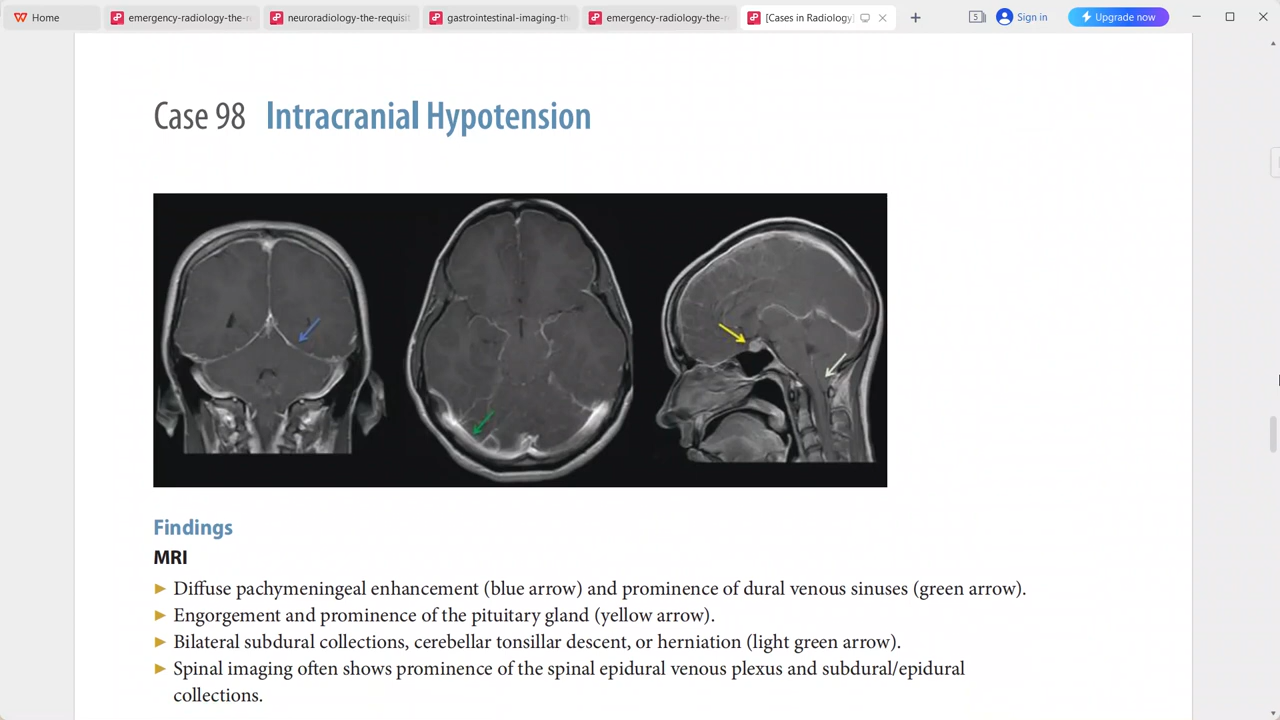 Home
emergency-radiology-the-r
neuroradiology-the-requisit
gastrointestinal-imaging-th
emergency-radiology-the-r
[Cases in Radiology]
5
Sign in
Upgrade now
Case 98 Intracranial Hypotension
Findings
MRI
► Diffuse pachymeningeal enhancement (blue arrow) and prominence of dural venous sinuses (green arrow).
► Engorgement and prominence of the pituitary gland (yellow arrow).
► Bilateral subdural collections, cerebellar tonsillar descent, or herniation (light green arrow).
► Spinal imaging often shows prominence of the spinal epidural venous plexus and subdural/epidural
collections.